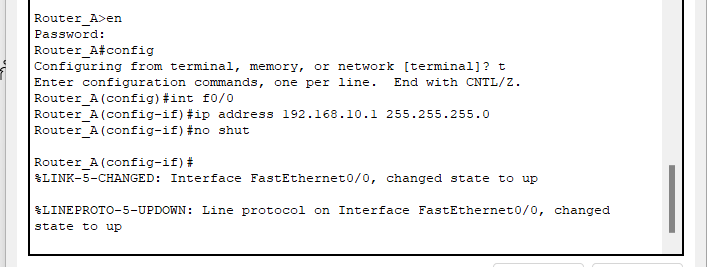 Router_A>en
Password:
Router_A#config
Configuring from terminal, memory, or network [terminal]? t
Enter configuration commands, one per line.  End with CNTL/Z.
Router_A(config)#int f0/0
Router_A(config-if)#ip address 192.168.10.1 255.255.255.0
Router_A(config-if)#no shut
Router_A(config-if)#
%LINK-5-CHANGED: Interface FastEthernet0/0, changed state to up
%LINEPROTO-5-UPDOWN: Line protocol on Interface FastEthernet0/0, changed
state to up